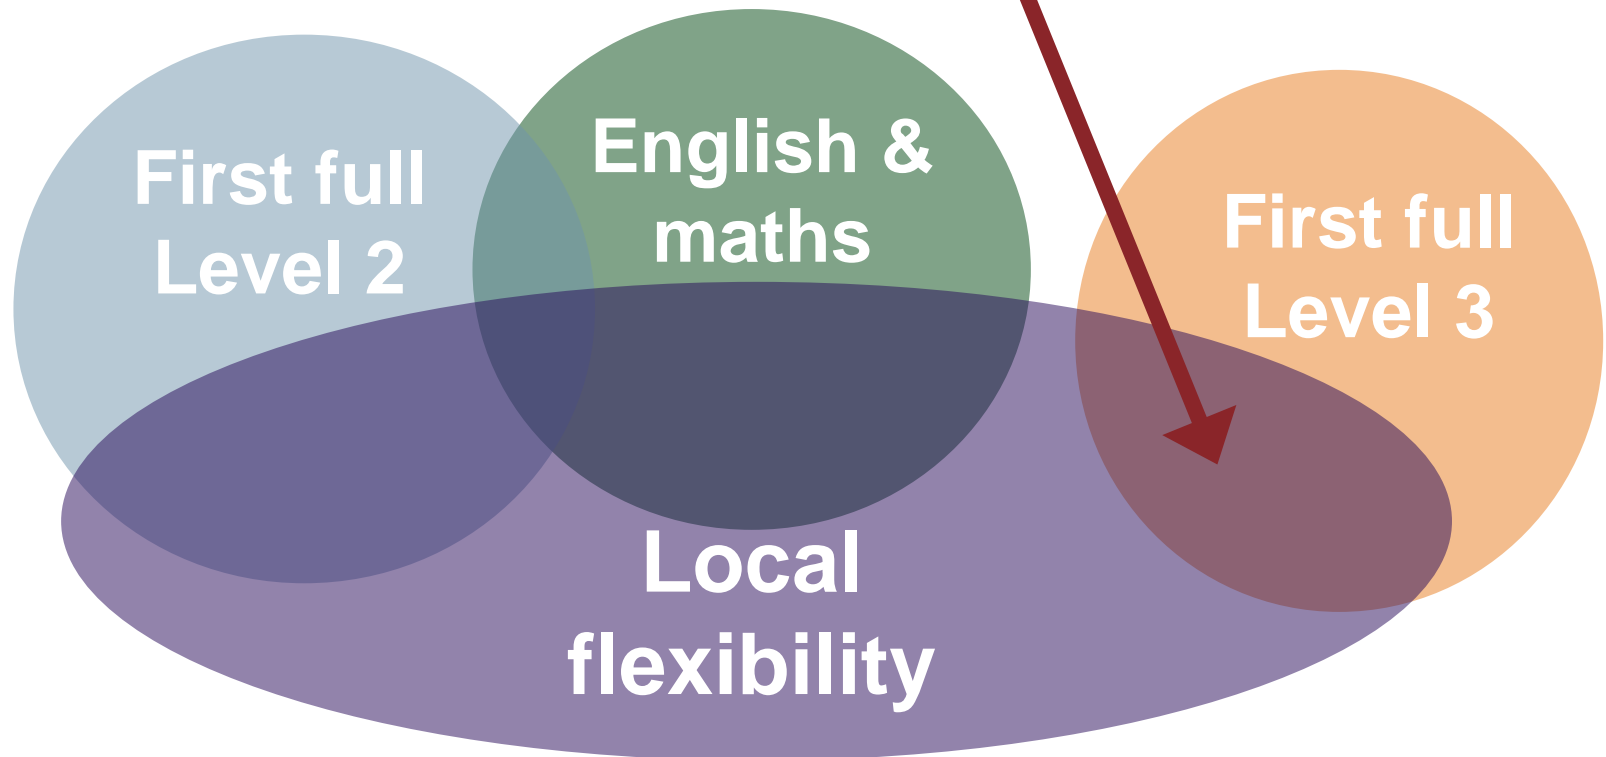 First full
Level 2
English &
maths
First full
Level 3
Local
flexibility